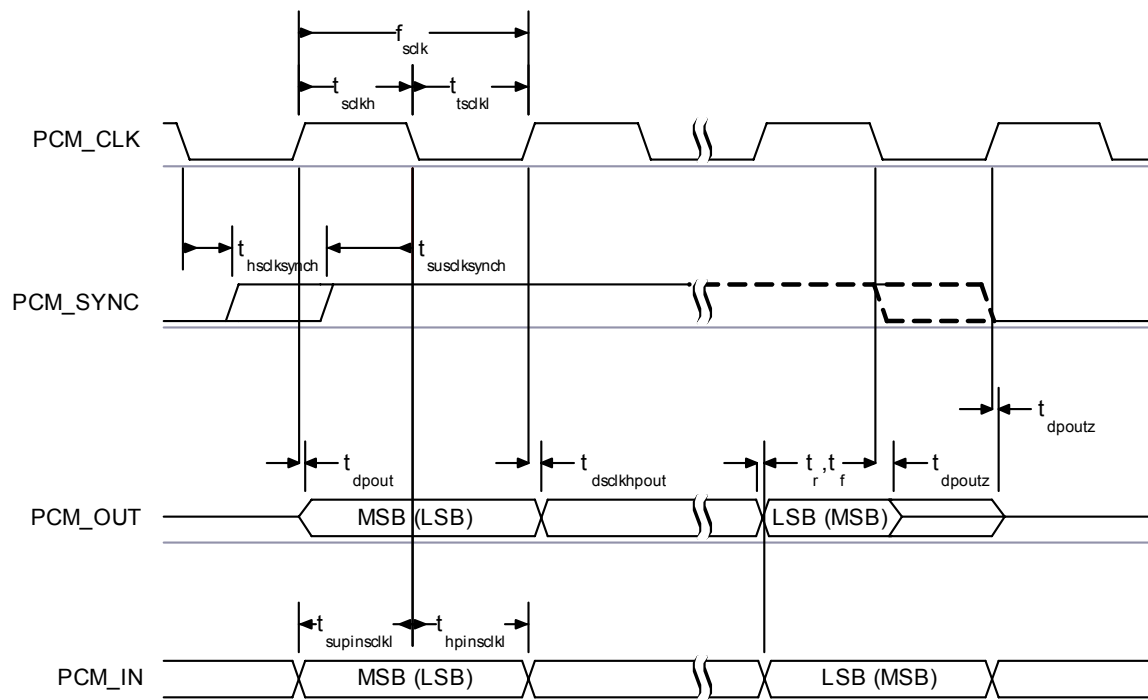 f sclk
t sclkh
t tsclkl
PCM_CLK
t hsclksynch
t susclksynch
PCM_SYNC
t dpoutz
t dpout
t dsclkhpout
t r ,t f
t dpoutz
PCM_OUT
MSB (LSB)
LSB (MSB)
t supinsclkl
t hpinsclkl
PCM_IN
MSB (LSB)
LSB (MSB)